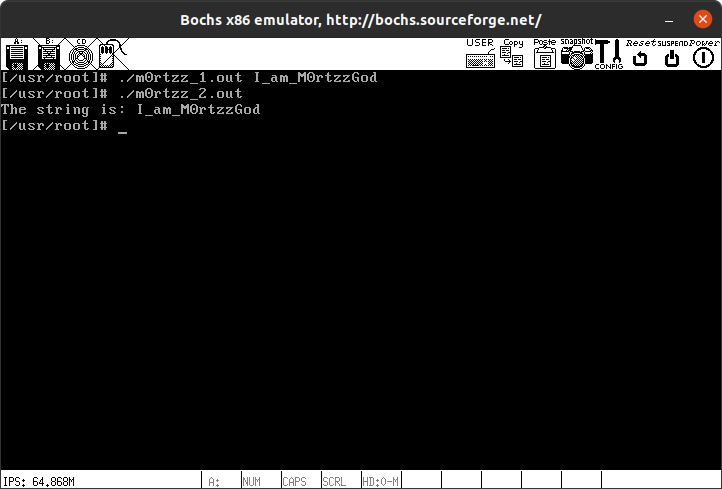 Bochs x86 emulator, http://bochs.sourceforge.net/
A: B: CD USER Copy Paste snapshot CONFIG Reset SUSPEND Power
[/usr/root]# ./m0rtzz_1.out I_am_M0rtzzGod
[/usr/root]# ./m0rtzz_2.out
The string is: I_am_M0rtzzGod
[/usr/root]# _
IPS: 64.868M A: NUM CAPS SCRL HD:0-M